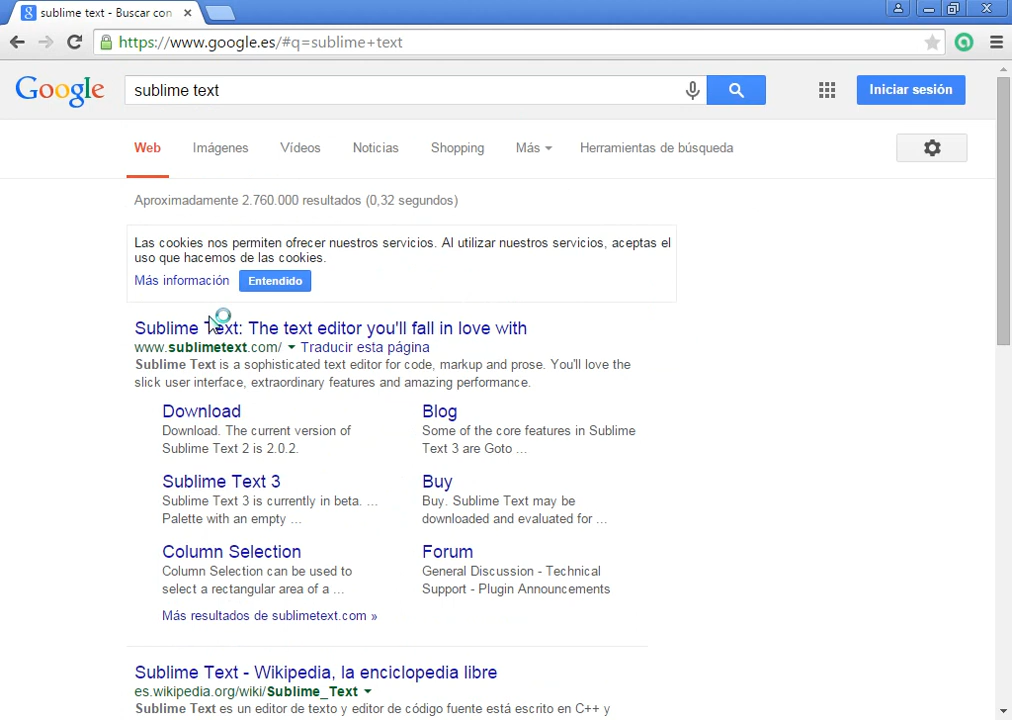 sublime text - Buscar con
https://www.google.es/#q=sublime+text
Google
sublime text
Iniciar sesión
Web Imágenes Vídeos Noticias Shopping Más Herramientas de búsqueda
Aproximadamente 2.760.000 resultados (0,32 segundos)
Las cookies nos permiten ofrecer nuestros servicios. Al utilizar nuestros servicios, aceptas el
uso que hacemos de las cookies.
Más información Entendido
Sublime Text: The text editor you'll fall in love with
www.sublimetext.com/ Traducir esta página
Sublime Text is a sophisticated text editor for code, markup and prose. You'll love the
slick user interface, extraordinary features and amazing performance.
Download
Download. The current version of
Sublime Text 2 is 2.0.2.
Blog
Some of the core features in Sublime
Text 3 are Goto ...
Sublime Text 3
Sublime Text 3 is currently in beta. ...
Palette with an empty ...
Buy
Buy. Sublime Text may be
downloaded and evaluated for ...
Column Selection
Column Selection can be used to
select a rectangular area of a ...
Forum
General Discussion - Technical
Support - Plugin Announcements
Más resultados de sublimetext.com »
Sublime Text - Wikipedia, la enciclopedia libre
es.wikipedia.org/wiki/Sublime_Text
Sublime Text es un editor de texto y editor de código fuente está escrito en C++ y